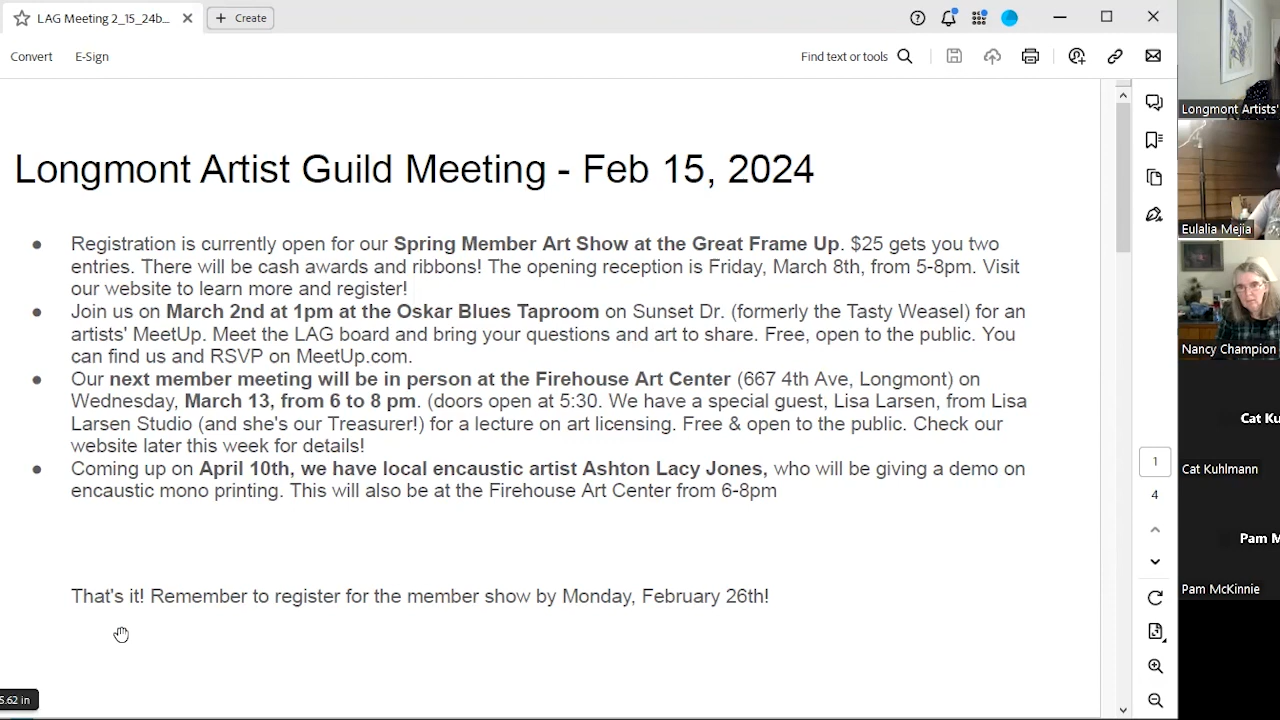 LAG Meeting 2_15_24b...
Create
Convert
E-Sign
Find text or tools
Longmont Artist Guild Meeting - Feb 15, 2024
● Registration is currently open for our Spring Member Art Show at the Great Frame Up. $25 gets you two
entries. There will be cash awards and ribbons! The opening reception is Friday, March 8th, from 5-8pm. Visit
our website to learn more and register!
● Join us on March 2nd at 1pm at the Oskar Blues Taproom on Sunset Dr. (formerly the Tasty Weasel) for an
artists' MeetUp. Meet the LAG board and bring your questions and art to share. Free, open to the public. You
can find us and RSVP on MeetUp.com.
● Our next member meeting will be in person at the Firehouse Art Center (667 4th Ave, Longmont) on
Wednesday, March 13, from 6 to 8 pm. (doors open at 5:30. We have a special guest, Lisa Larsen, from Lisa
Larsen Studio (and she's our Treasurer!) for a lecture on art licensing. Free & open to the public. Check our
website later this week for details!
● Coming up on April 10th, we have local encaustic artist Ashton Lacy Jones, who will be giving a demo on
encaustic mono printing. This will also be at the Firehouse Art Center from 6-8pm
That's it! Remember to register for the member show by Monday, February 26th!
5.62 in
1
4
Longmont Artists'
Eulalia Mejia
Nancy Champion
Cat Ku
Cat Kuhlmann
Pam M
Pam McKinnie